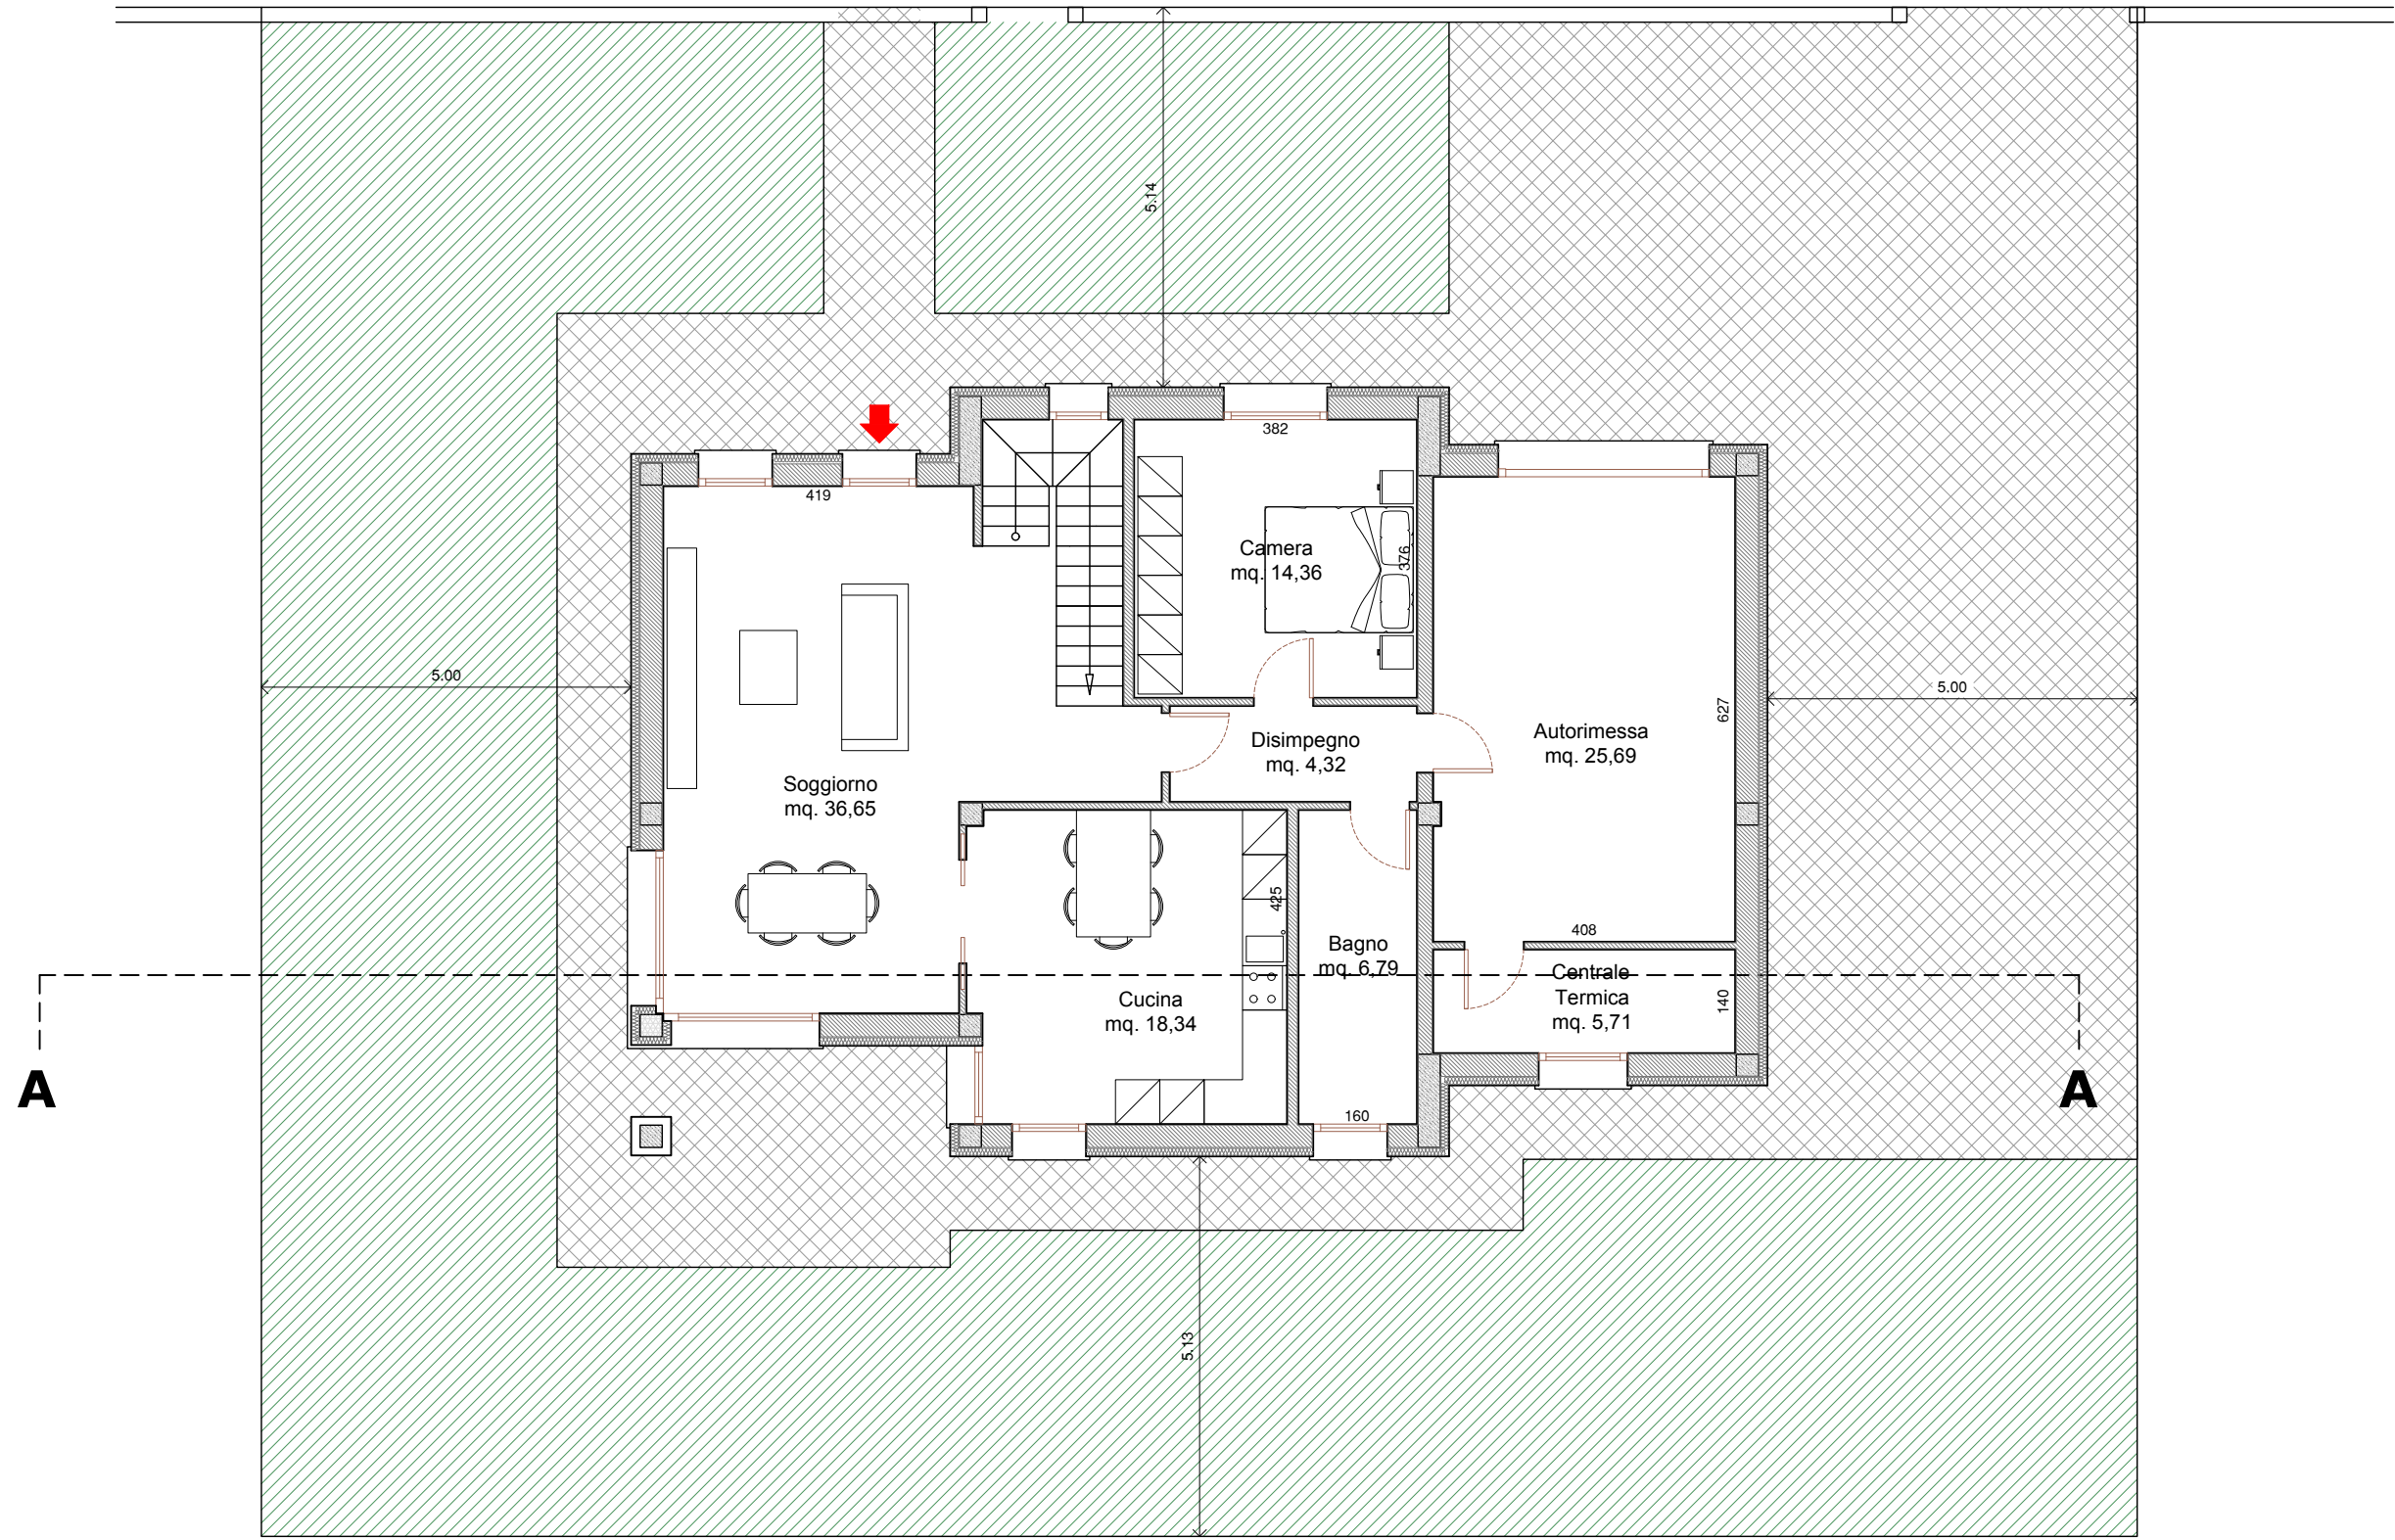 5.14
382
419
Camera
mq. 14,36
376
5.00
5.00
627
Autorimessa
mq. 25,69
Disimpegno
mq. 4,32
Soggiorno
mq. 36,65
425
408
Bagno
mq. 6,79
Centrale
Termica
mq. 5,71
140
Cucina
mq. 18,34
A
A
160
5.13